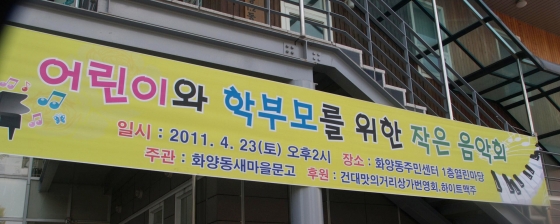 어린이와 학부모를 위한 작은 음악회
일시 : 2011. 4. 23(토) 오후2시 장소 : 화양동주민센터 1층열린마당
주관 : 화양동새마을문고 후원 : 건대맛의거리상가번영회.하이트맥주